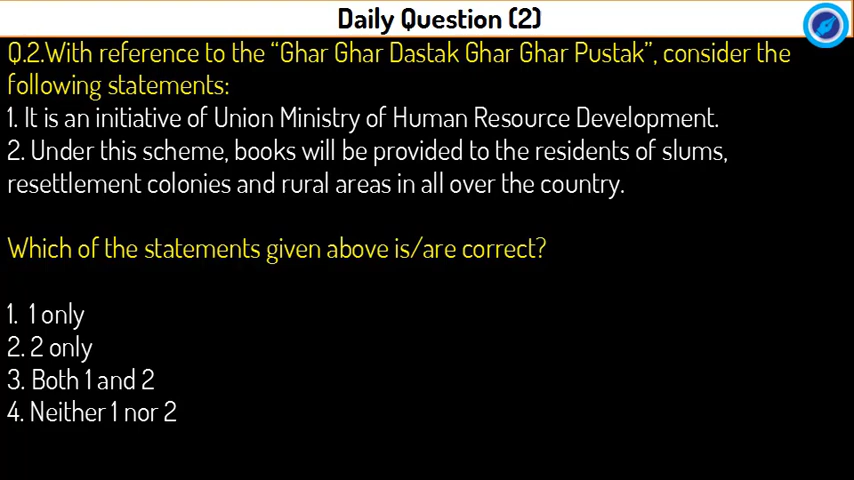 Daily Question (2)
Q.2.With reference to the “Ghar Ghar Dastak Ghar Ghar Pustak”, consider the
following statements:
1. It is an initiative of Union Ministry of Human Resource Development.
2. Under this scheme, books will be provided to the residents of slums,
resettlement colonies and rural areas in all over the country.
Which of the statements given above is/are correct?
1. 1 only
2. 2 only
3. Both 1 and 2
4. Neither 1 nor 2